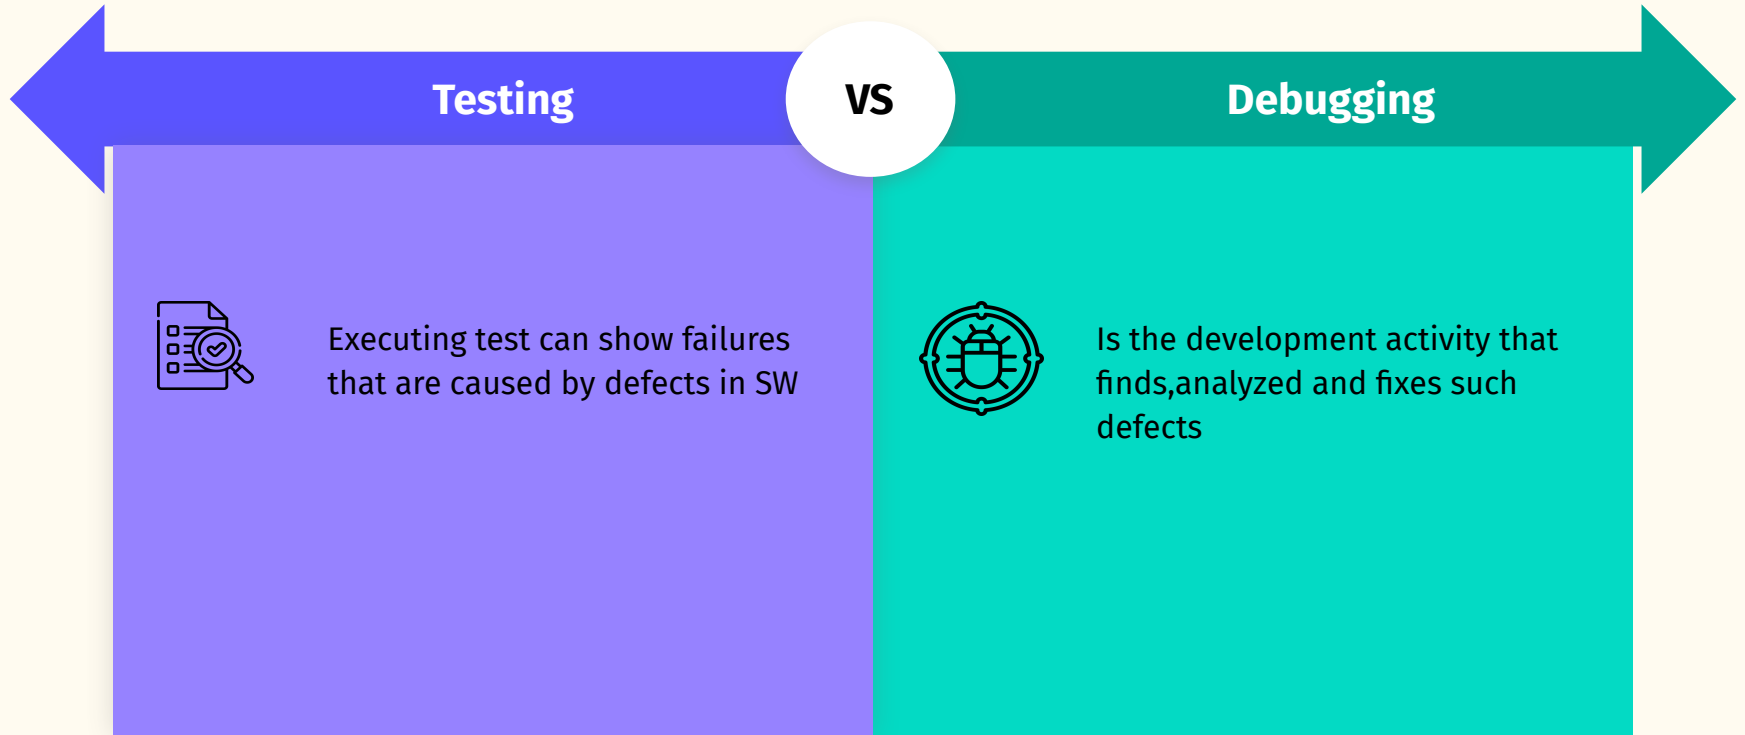 Testing
VS
Debugging
Executing test can show failures
that are caused by defects in SW
Is the development activity that
finds,analyzed and fixes such
defects